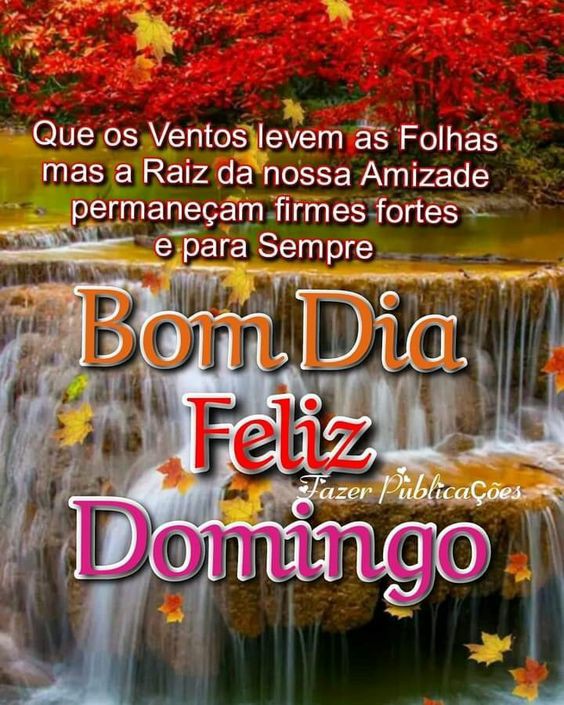 Que os Ventos levem as Folhas
mas a Raiz da nossa Amizade
permaneçam firmes fortes
e para Sempre
Bom Dia
Feliz
Fazer Publicações
Domingo